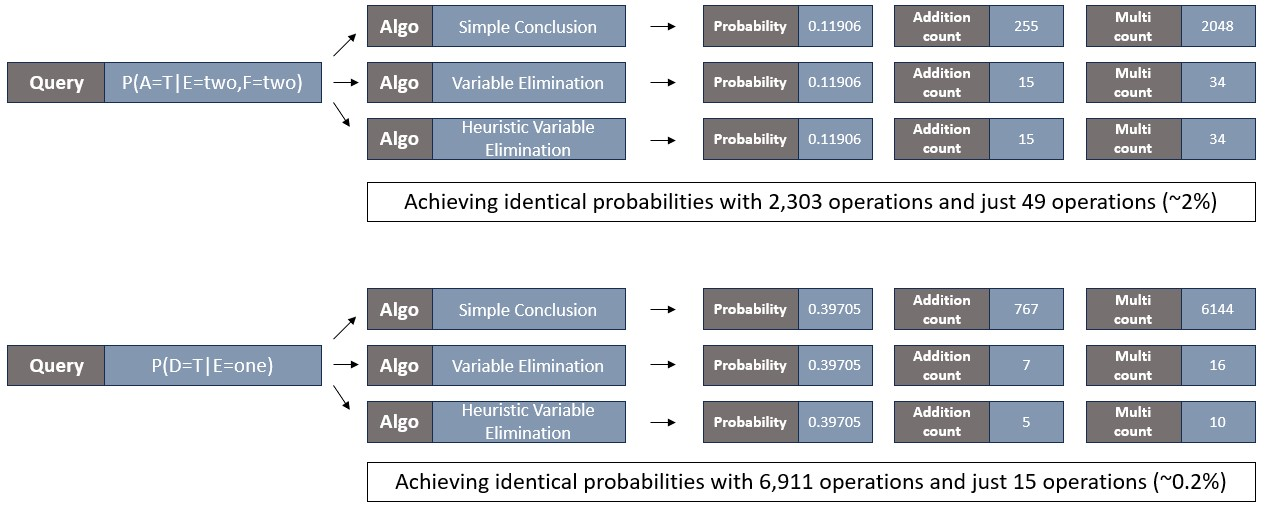 Algo Simple Conclusion Probability 0.11906 Addition count 255 Multi count 2048
Query P(A=T|E=two,F=two) Algo Variable Elimination Probability 0.11906 Addition count 15 Multi count 34
Algo Heuristic Variable Elimination Probability 0.11906 Addition count 15 Multi count 34
Achieving identical probabilities with 2,303 operations and just 49 operations (~2%)
Algo Simple Conclusion Probability 0.39705 Addition count 767 Multi count 6144
Query P(D=T|E=one) Algo Variable Elimination Probability 0.39705 Addition count 7 Multi count 16
Algo Heuristic Variable Elimination Probability 0.39705 Addition count 5 Multi count 10
Achieving identical probabilities with 6,911 operations and just 15 operations (~0.2%)